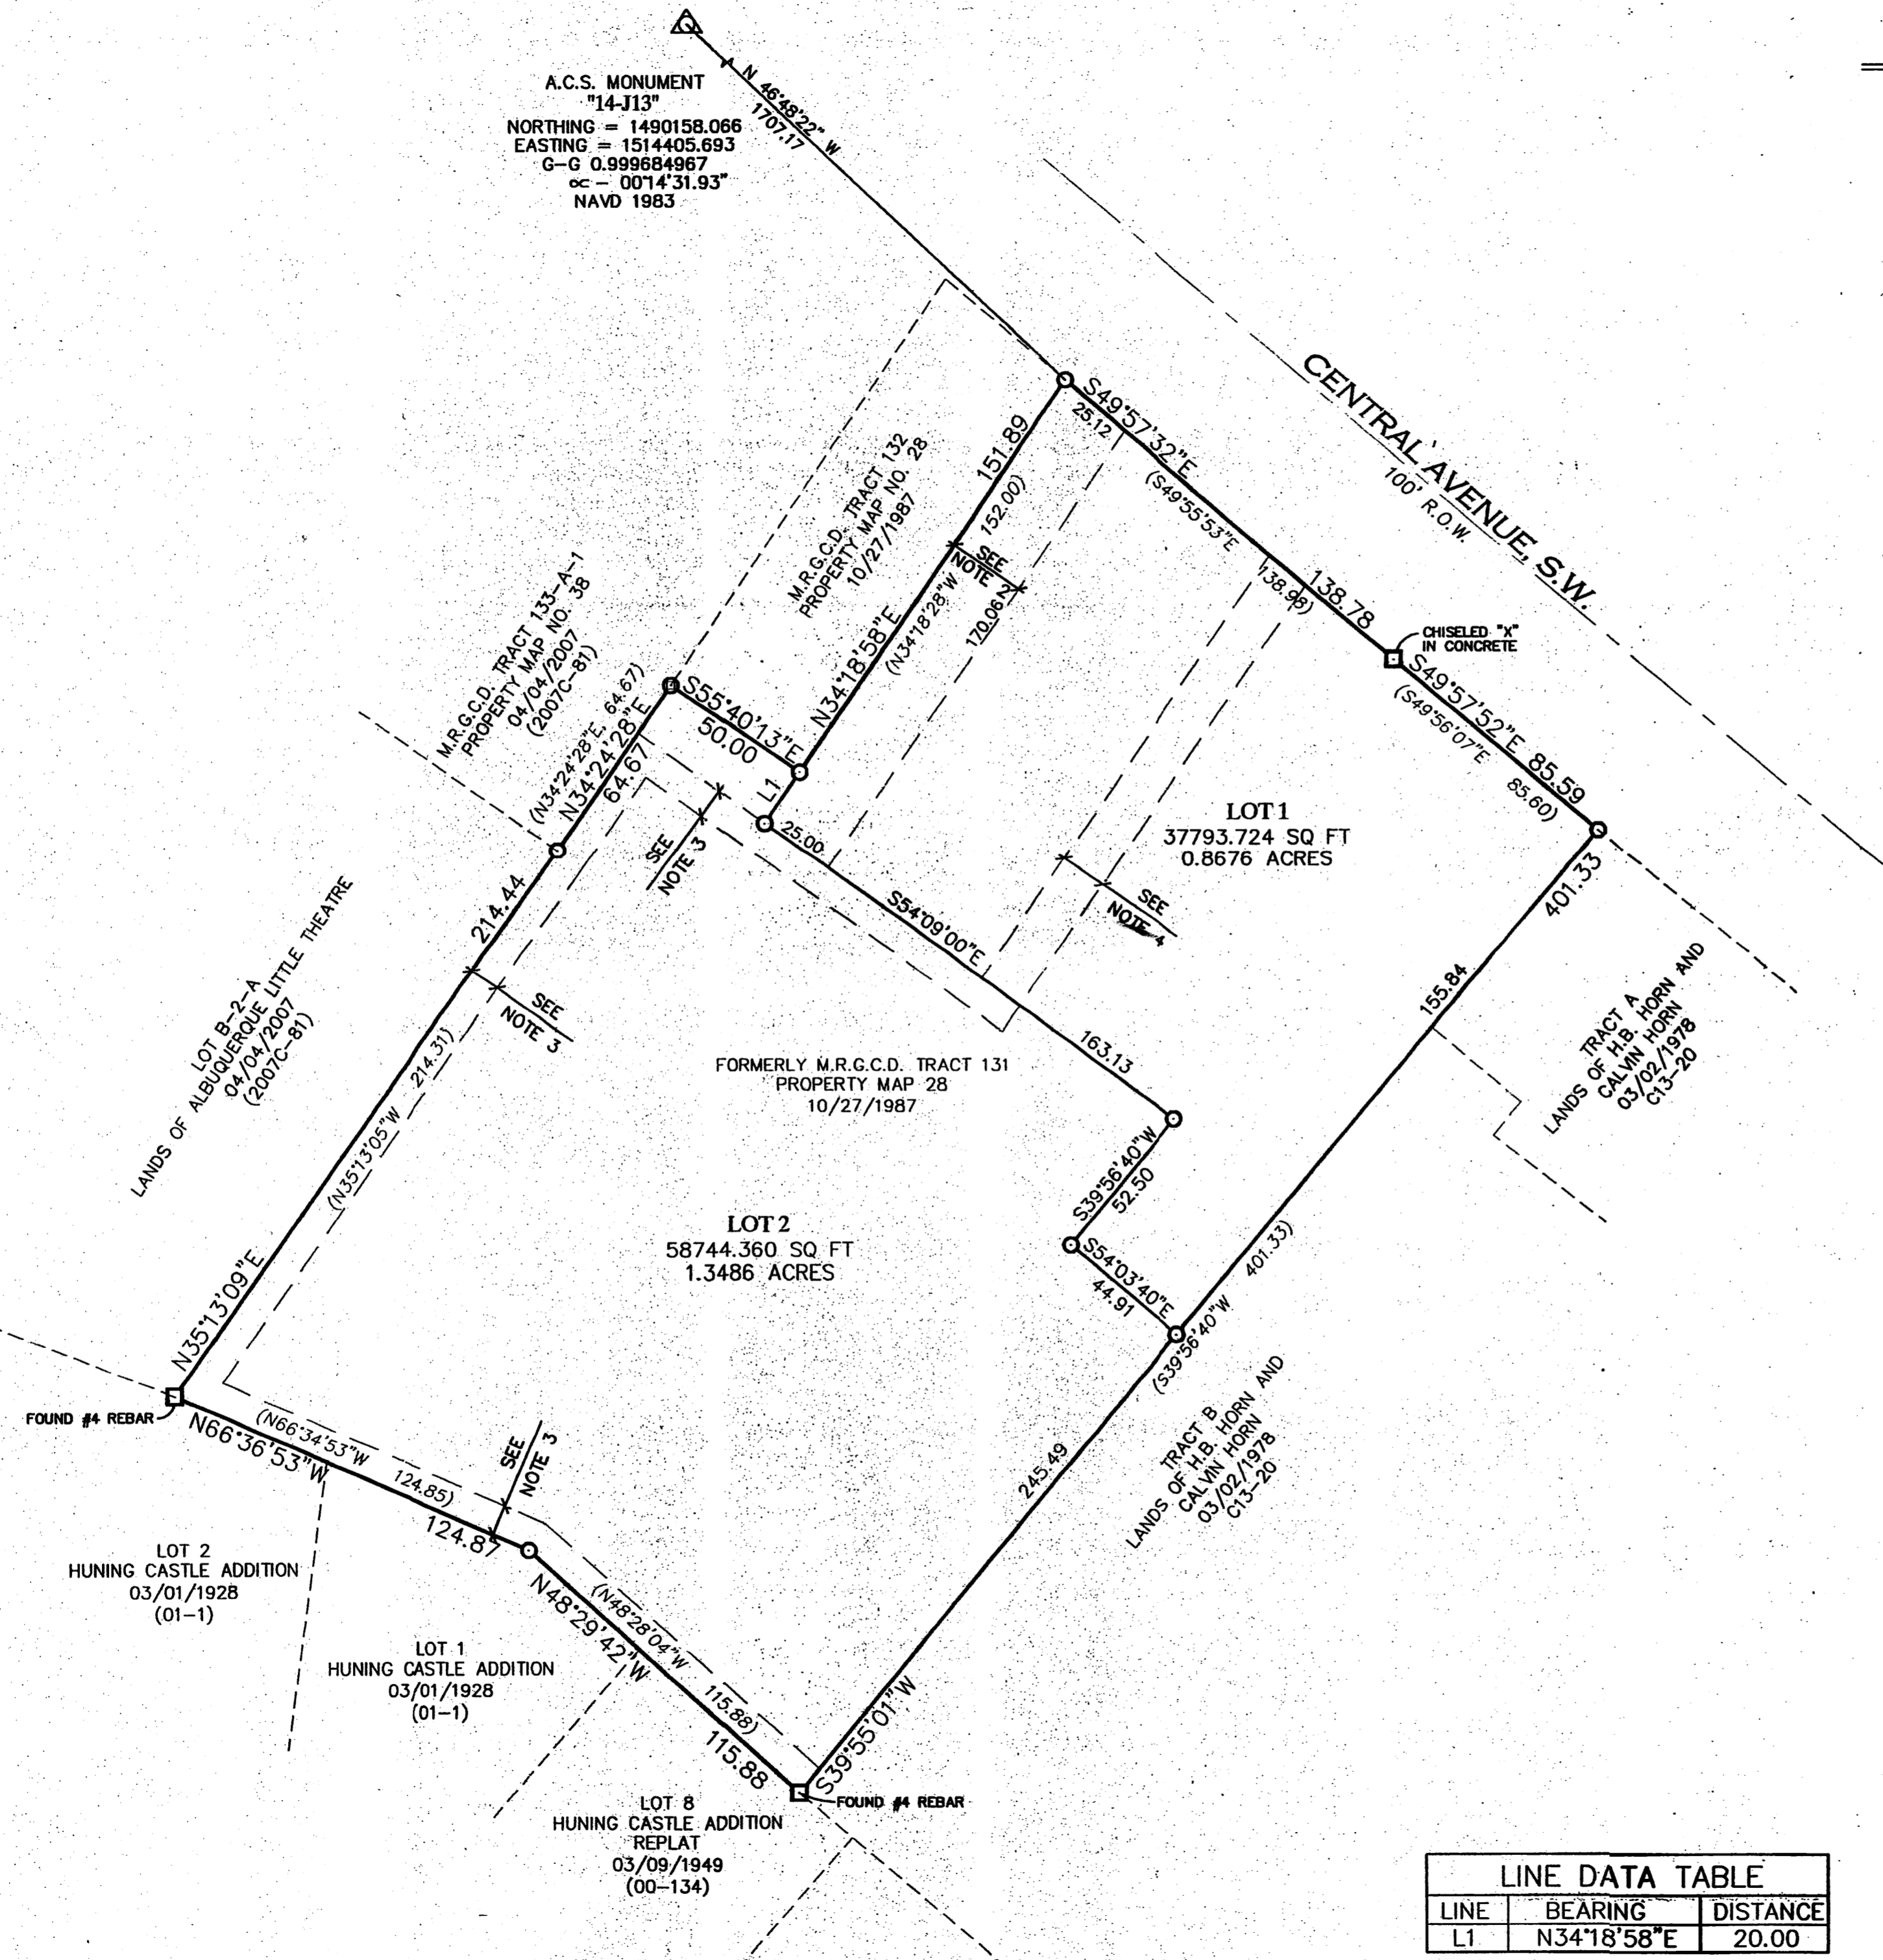 A.C.S. MONUMENT
"14-J13"
NORTHING = 1490158.066
EASTING = 1514405.693
G-G 0.999684967
∝ - 00°14'31.93"
NAVD 1983
N 46°48'22" W
1707.17
CENTRAL AVENUE, S.W.
100' R.O.W.
S49°57'32"E
25.12
(S49°55'53"E
138.98)
138.78
CHISELED "X"
IN CONCRETE
S49°57'52"E 85.59
(S49°56'07"E
85.60)
M.R.G.C.D. TRACT 132
PROPERTY MAP NO. 28
10/27/1987
151.89
152.00)
N34°18'58"E
(N34°18'28"W
SEE
NOTE 2
170.06
M.R.G.C.D. TRACT 133-A-1
PROPERTY MAP NO. 38
04/04/2007
(2007C-81)
(N34°24'28"E, 64.67)
N34°24'28"E
64.67
S55°40'13"E
50.00
L1
25.00
SEE
NOTE 3
LOT 1
37793.724 SQ FT
0.8676 ACRES
SEE
NOTE 4
S54°09'00"E
163.13
401.33
155.84
TRACT A
LANDS OF H.B. HORN AND
CALVIN HORN
03/02/1978
C13-20
LOT B-2-A
LANDS OF ALBUQUERQUE LITTLE THEATRE
04/04/2007
(2007C-81)
214.44
SEE
NOTE 3
214.31)
(N35°13'05"W
N35°13'09"E
FORMERLY M.R.G.C.D. TRACT 131
PROPERTY MAP 28
10/27/1987
S39°56'40"W
52.50
S54°03'40"E
44.91
LOT 2
58744.360 SQ FT
1.3486 ACRES
401.33)
(S39°56'40"W
TRACT B
LANDS OF H.B. HORN AND
CALVIN HORN
03/02/1978
C13-20
245.49
S39°55'01"W
FOUND #4 REBAR
N66°36'53"W
124.87
(N66°34'53"W
124.85)
SEE
NOTE 3
N48°29'42"W
115.88
(N48°28'04"W
115.88)
FOUND #4 REBAR
LOT 2
HUNING CASTLE ADDITION
03/01/1928
(01-1)
LOT 1
HUNING CASTLE ADDITION
03/01/1928
(01-1)
LOT 8
HUNING CASTLE ADDITION
REPLAT
03/09/1949
(00-134)
LINE DATA TABLE
LINE BEARING DISTANCE
L1 N34°18'58"E 20.00